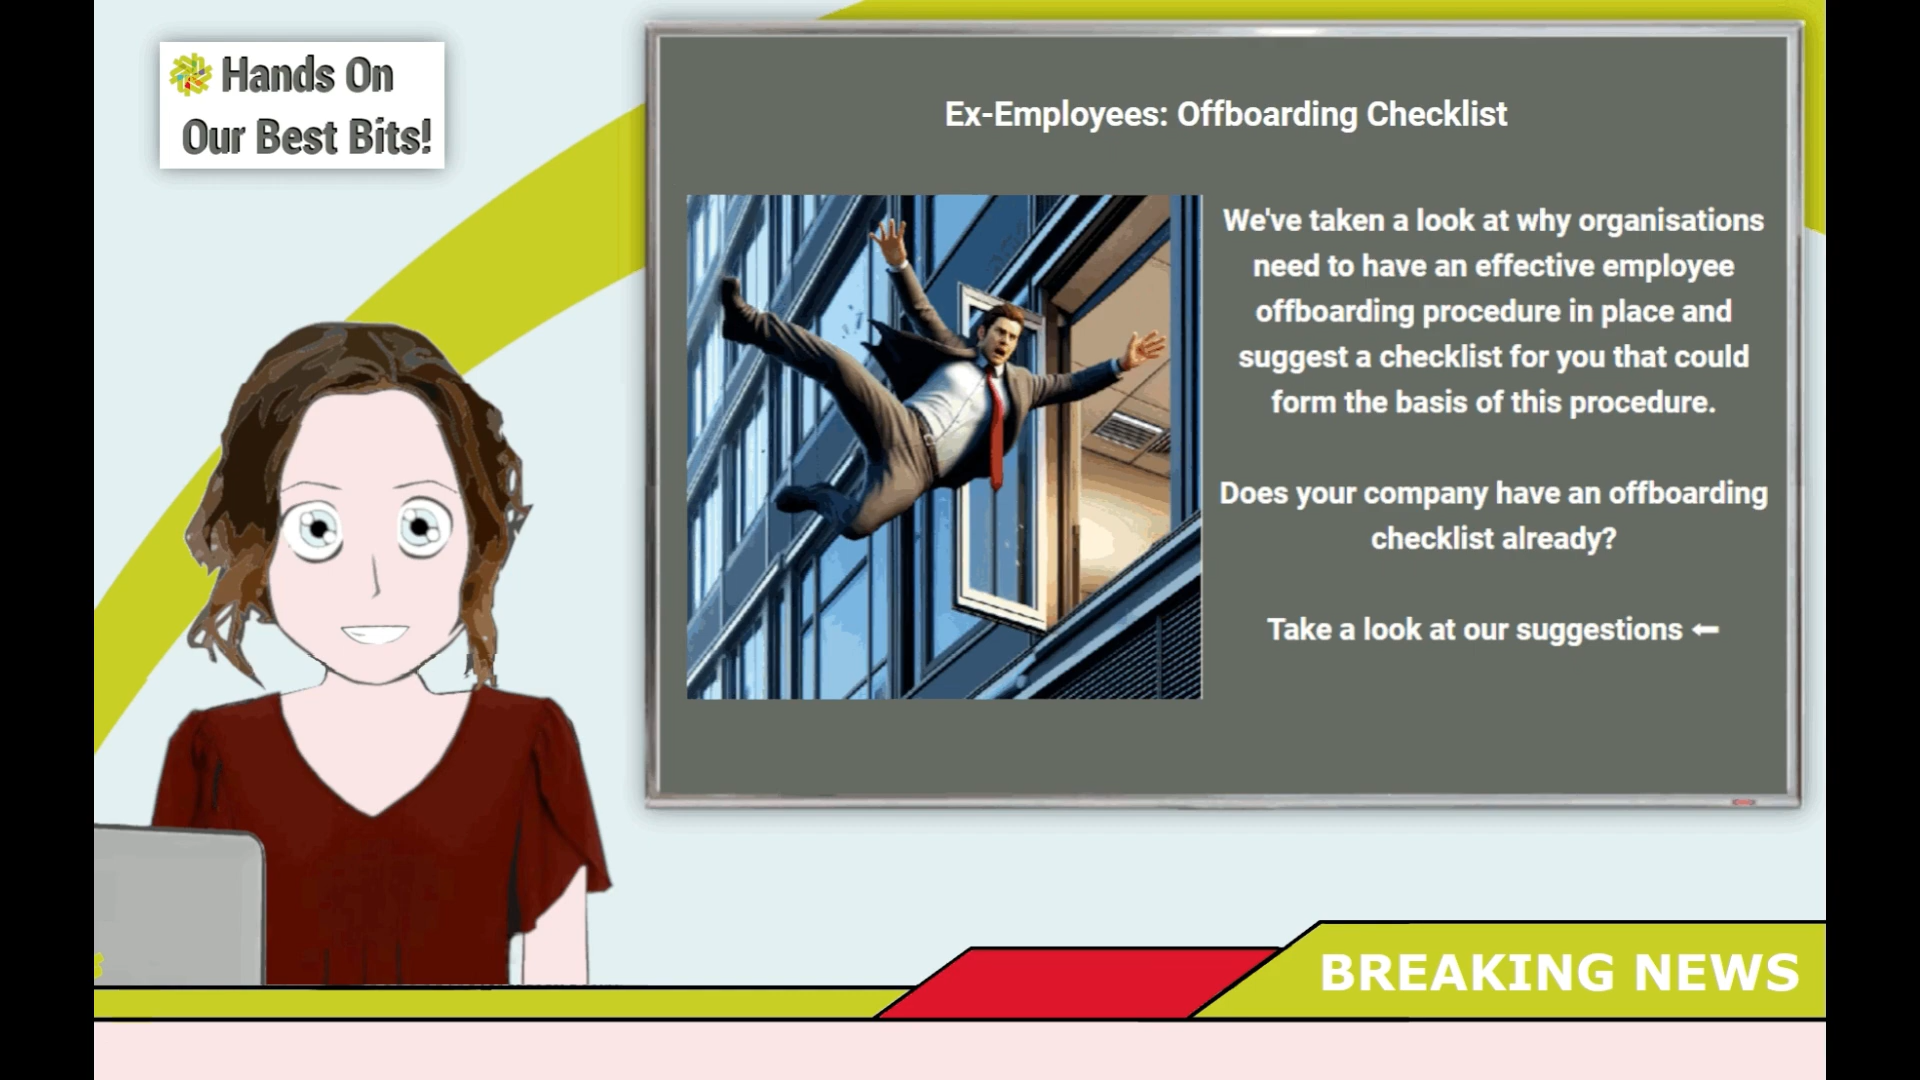 Hands On
Our Best Bits!
Ex-Employees: Offboarding Checklist
We've taken a look at why organisations
need to have an effective employee
offboarding procedure in place and
suggest a checklist for you that could
form the basis of this procedure.
Does your company have an offboarding
checklist already?
Take a look at our suggestions ⬅
BREAKING NEWS